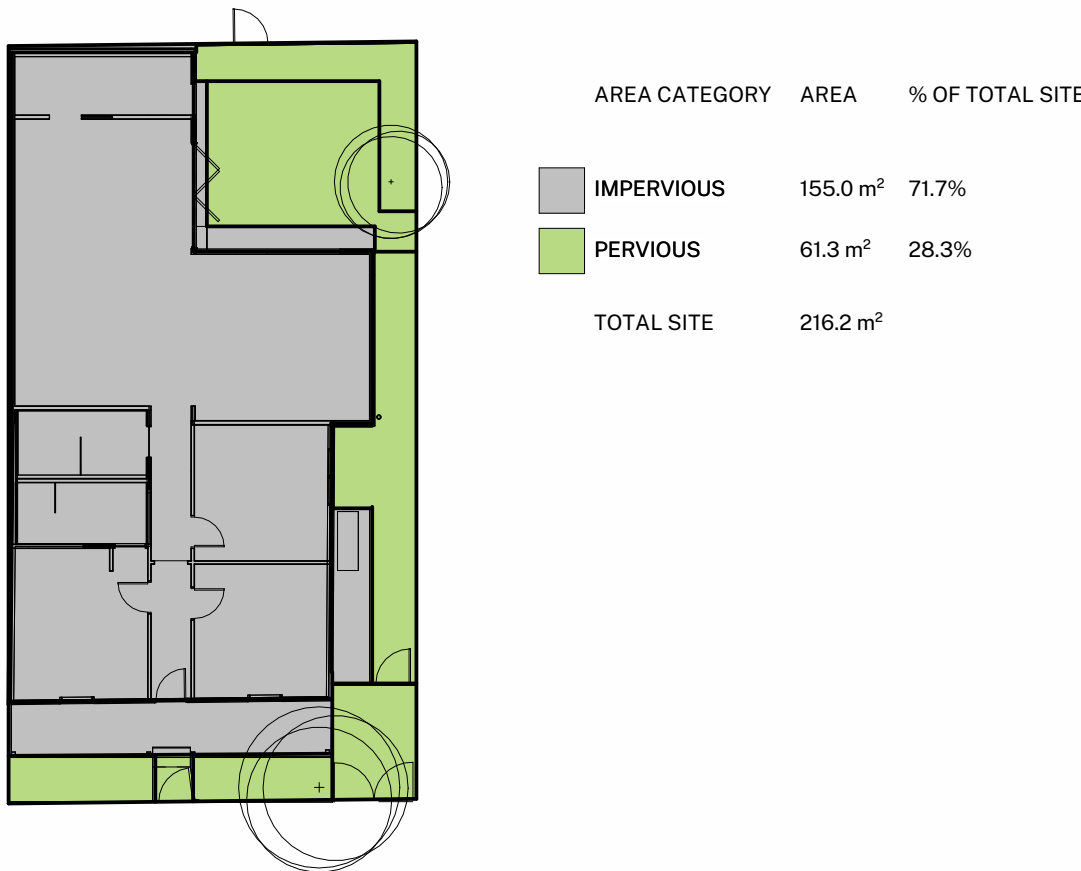 AREA CATEGORY AREA % OF TOTAL SITE
IMPERVIOUS 155.0 m² 71.7%
PERVIOUS 61.3 m² 28.3%
TOTAL SITE 216.2 m²